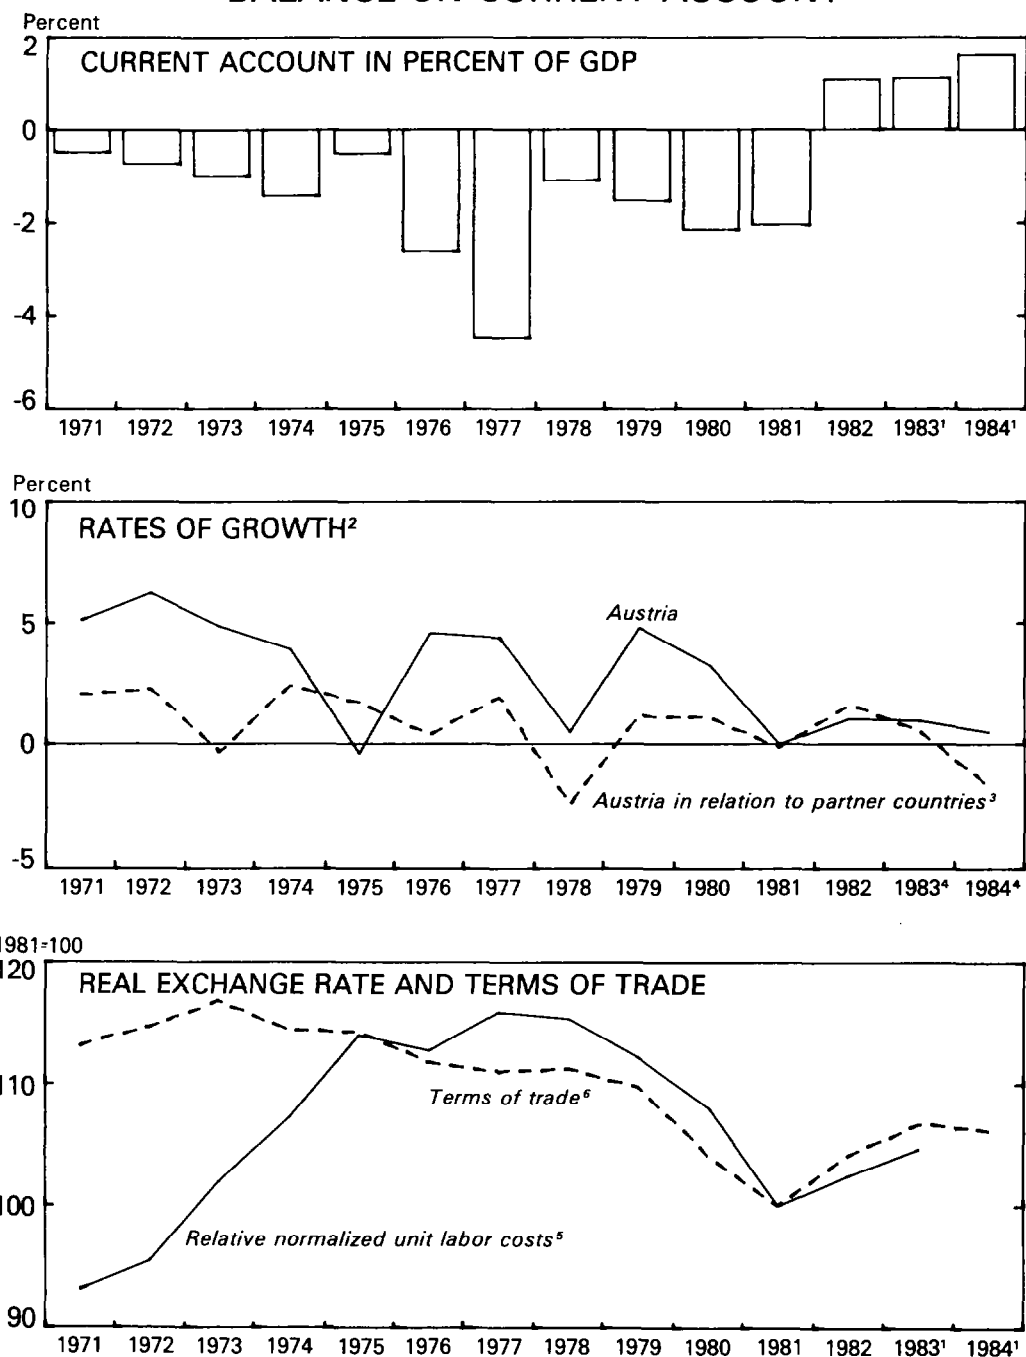 BALANCE ON CURRENT ACCOUNT
Percent
CURRENT ACCOUNT IN PERCENT OF GDP
2
0
-2
-4
-6
1971 1972 1973 1974 1975 1976 1977 1978 1979 1980 1981 1982 1983¹ 1984¹
Percent
RATES OF GROWTH²
10
5
0
-5
Austria
Austria in relation to partner countries³
1971 1972 1973 1974 1975 1976 1977 1978 1979 1980 1981 1982 1983⁴ 1984⁴
1981=100
REAL EXCHANGE RATE AND TERMS OF TRADE
120
110
100
90
Terms of trade⁶
Relative normalized unit labor costs⁵
1971 1972 1973 1974 1975 1976 1977 1978 1979 1980 1981 1982 1983¹ 1984¹